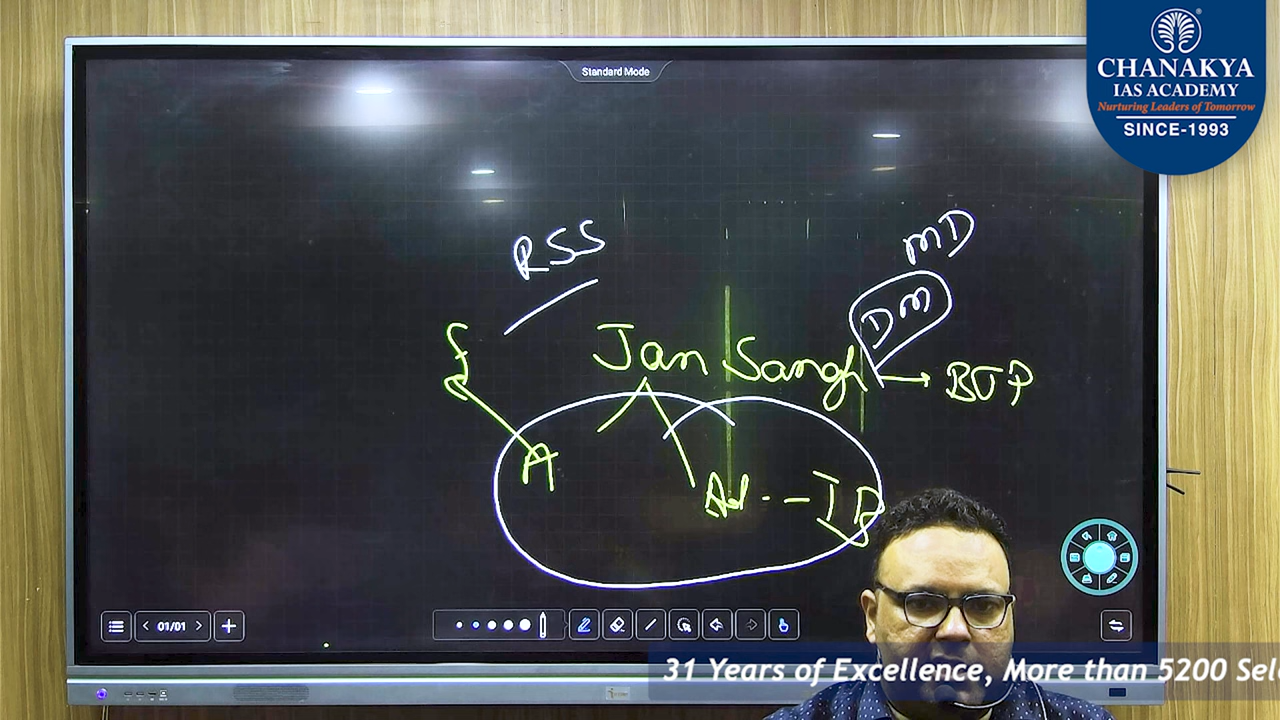 Standard Mode
CHANAKYA
IAS ACADEMY
Nurturing Leaders of Tomorrow
SINCE-1993
RSS
MD
DM
Jan Sangh → BJP
A
01/01
31 Years of Excellence, More than 5200 Sel